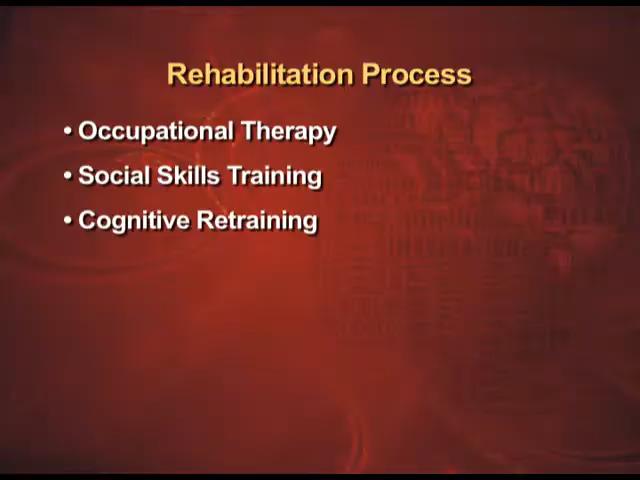 Rehabilitation Process
• Occupational Therapy
• Social Skills Training
• Cognitive Retraining